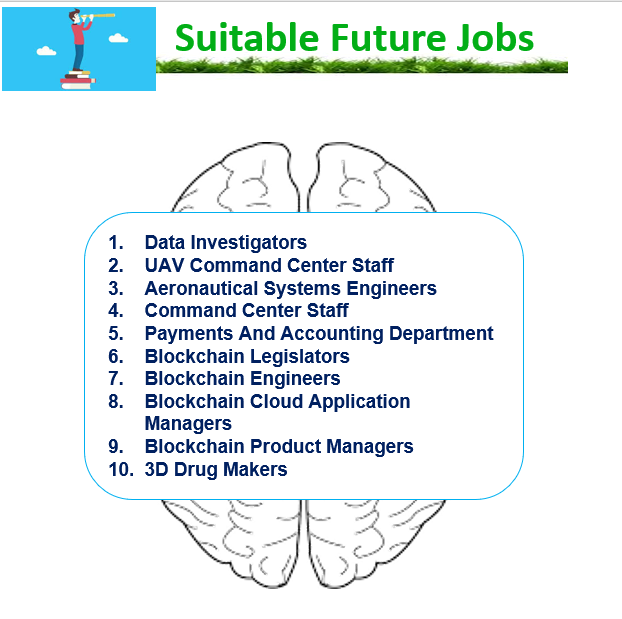 Suitable Future Jobs
1. Data Investigators
2. UAV Command Center Staff
3. Aeronautical Systems Engineers
4. Command Center Staff
5. Payments And Accounting Department
6. Blockchain Legislators
7. Blockchain Engineers
8. Blockchain Cloud Application
Managers
9. Blockchain Product Managers
10. 3D Drug Makers